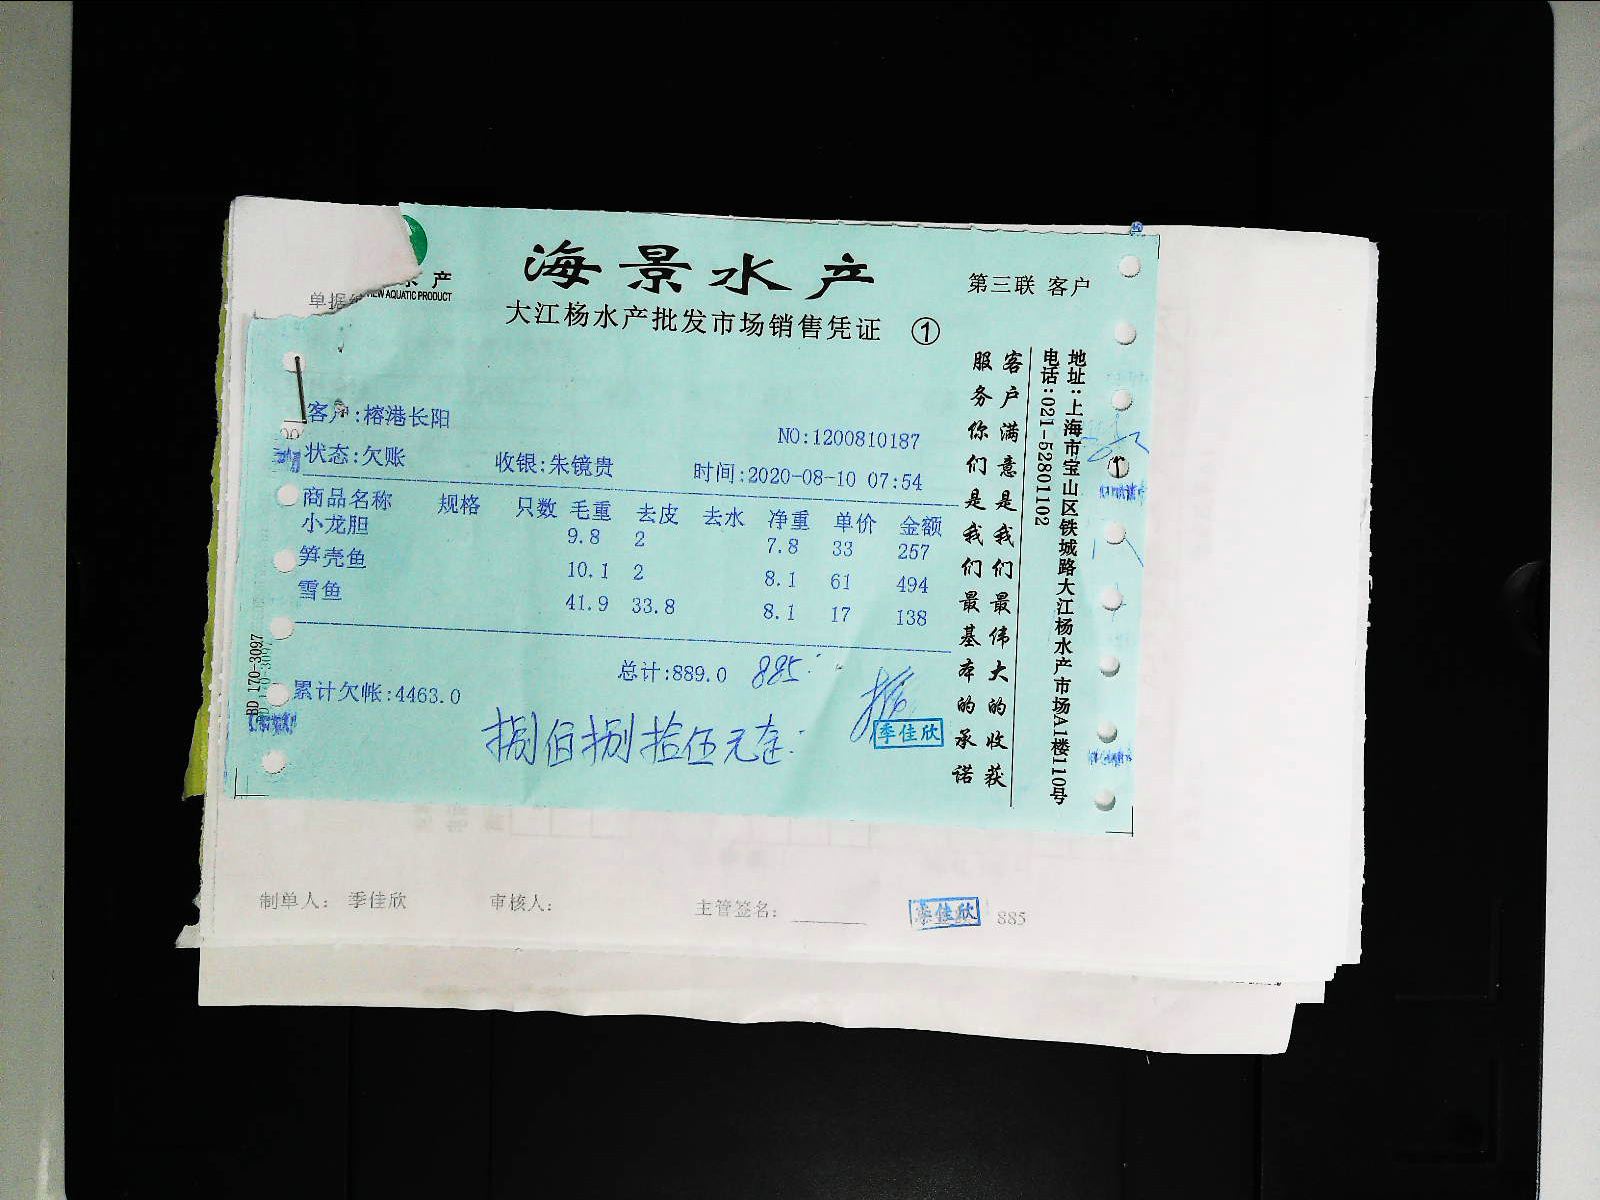 海景水产
大江杨水产批发市场销售凭证 ①
第三联 客户
水产
VIEW AQUATIC PRODUCT
单据
客户:榕港长阳
NO:1200810187
状态:欠账 收银:朱镜贵 时间:2020-08-10 07:54
商品名称 规格 只数 毛重 去皮 去水 净重 单价 金额
小龙胆 9.8 2 7.8 33 257
笋壳鱼 10.1 2 8.1 61 494
雪鱼 41.9 33.8 8.1 17 138
总计:889.0 885
累计欠帐:4463.0
捌佰捌拾伍元
季佳欣
客户满意是我们最伟大的收获
服务你们是我们最基本的承诺
地址:上海市宝山区铁城路大江杨水产市场A1楼110号
电话:021-52801102
BD 170-3097
制单人: 季佳欣 审核人: 主管签名:
季佳欣 885